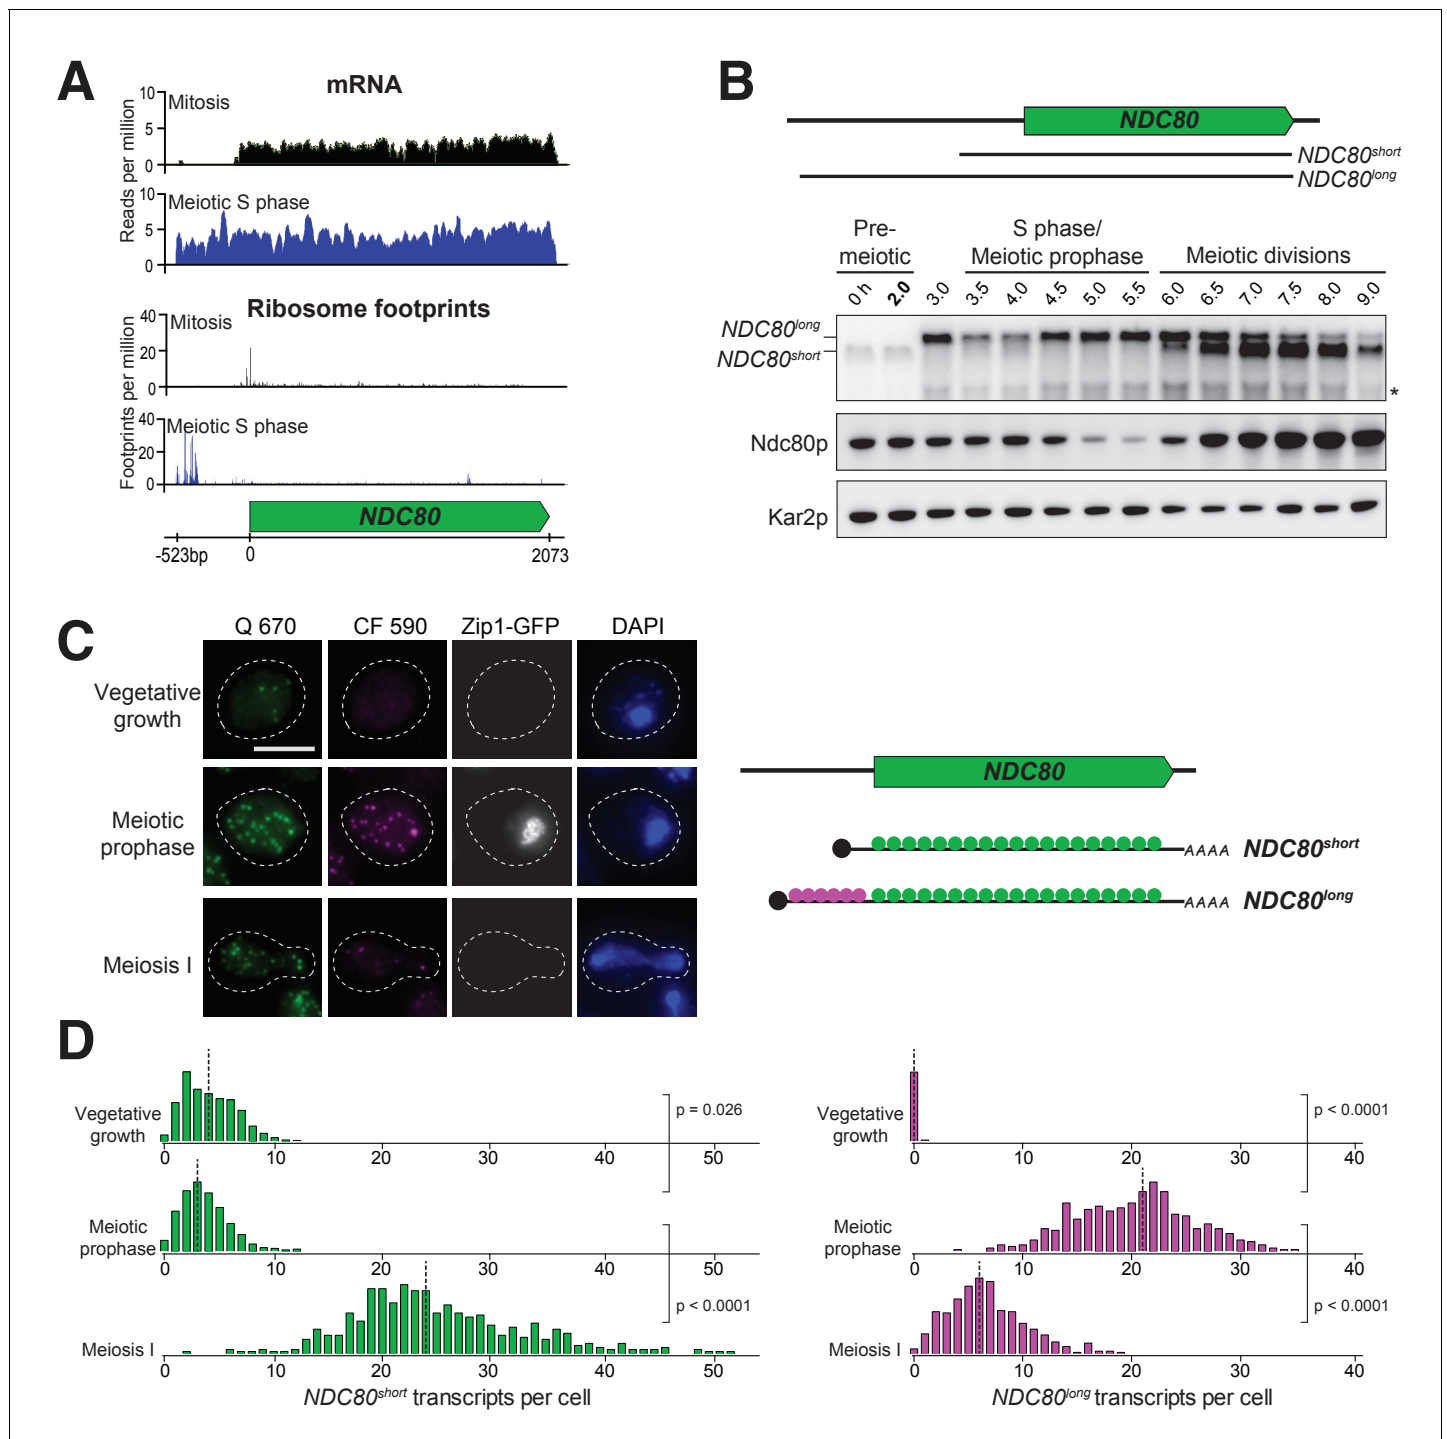 A
mRNA
Reads per million
10
5
0
Mitosis
10
5
0
Meiotic S phase
Ribosome footprints
Footprints per million
40
20
0
Mitosis
40
20
0
Meiotic S phase
NDC80
-523bp 0 2073
B
NDC80
NDC80short
NDC80long
Pre-
meiotic
S phase/
Meiotic prophase
Meiotic divisions
0 h 2.0 3.0 3.5 4.0 4.5 5.0 5.5 6.0 6.5 7.0 7.5 8.0 9.0
NDC80long
NDC80short
*
Ndc80p
Kar2p
C
Q 670 CF 590 Zip1-GFP DAPI
Vegetative
growth
Meiotic
prophase
Meiosis I
NDC80
AAAA NDC80short
AAAA NDC80long
D
Vegetative
growth
0 10 20 30 40 50
p = 0.026
Meiotic
prophase
0 10 20 30 40 50
p < 0.0001
Meiosis I
0 10 20 30 40 50
NDC80short transcripts per cell
Vegetative
growth
0 10 20 30 40
p < 0.0001
Meiotic
prophase
0 10 20 30 40
p < 0.0001
Meiosis I
0 10 20 30 40
NDC80long transcripts per cell